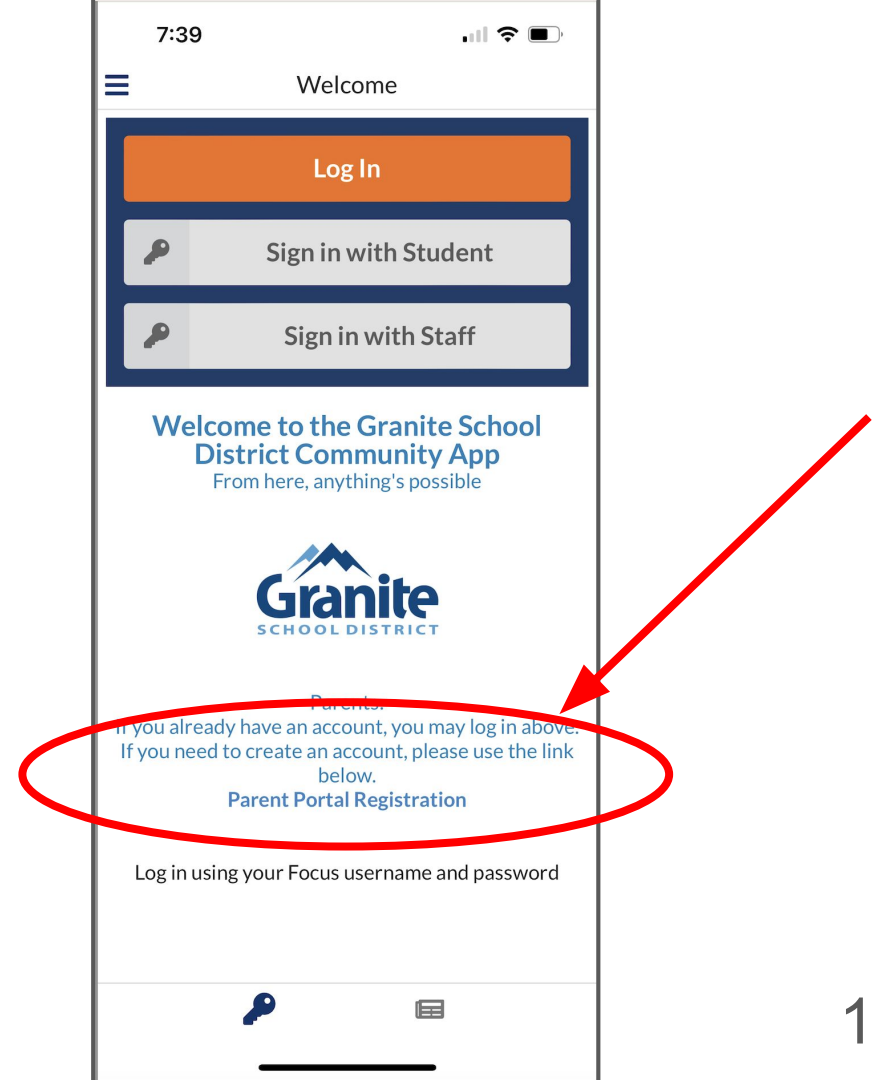 7:39
Welcome
Log In
Sign in with Student
Sign in with Staff
Welcome to the Granite School
District Community App
From here, anything's possible
Granite
SCHOOL DISTRICT
Parents:
If you already have an account, you may log in above.
If you need to create an account, please use the link
below.
Parent Portal Registration
Log in using your Focus username and password
1